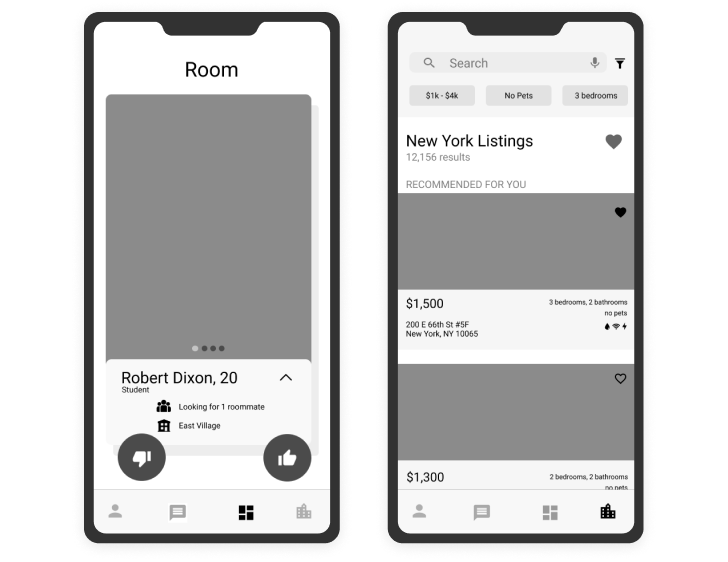 Room
Robert Dixon, 20
Student
Looking for 1 roommate
East Village
Search
$1k - $4k
No Pets
3 bedrooms
New York Listings
12,156 results
RECOMMENDED FOR YOU
$1,500
3 bedrooms, 2 bathrooms
no pets
200 E 66th St #5F
New York, NY 10065
$1,300
2 bedrooms, 2 bathrooms
no pets